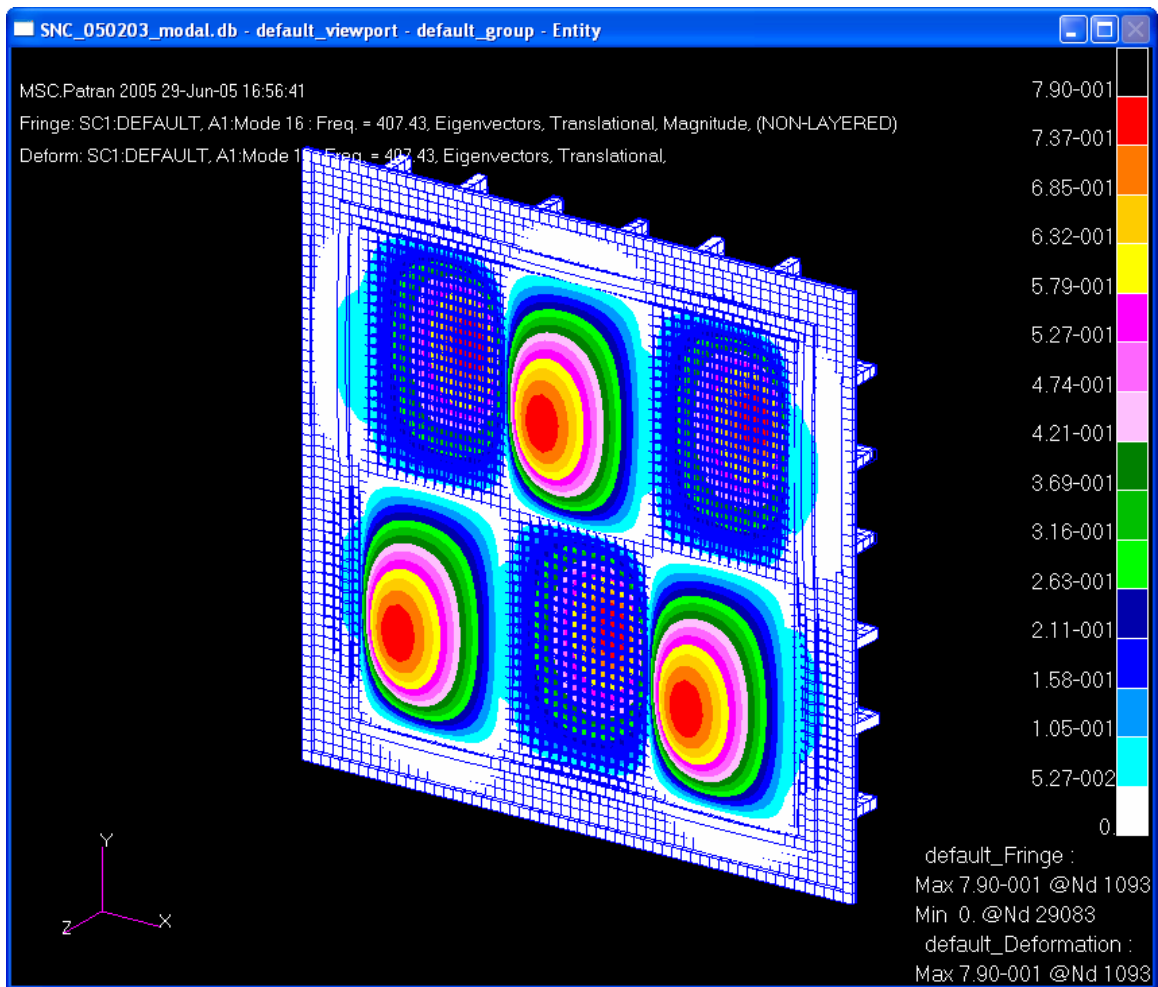 SNC_050203_modal.db - default_viewport - default_group - Entity
MSC.Patran 2005 29-Jun-05 16:56:41
Fringe: SC1:DEFAULT, A1:Mode 16 : Freq. = 407.43, Eigenvectors, Translational, Magnitude, (NON-LAYERED)
Deform: SC1:DEFAULT, A1:Mode 1 Freq. = 407.43, Eigenvectors, Translational,
7.90-001
7.37-001
6.85-001
6.32-001
5.79-001
5.27-001
4.74-001
4.21-001
3.69-001
3.16-001
2.63-001
2.11-001
1.58-001
1.05-001
5.27-002
0.
default_Fringe :
Max 7.90-001 @Nd 1093
Min 0. @Nd 29083
default_Deformation :
Max 7.90-001 @Nd 1093
Y
Z
X